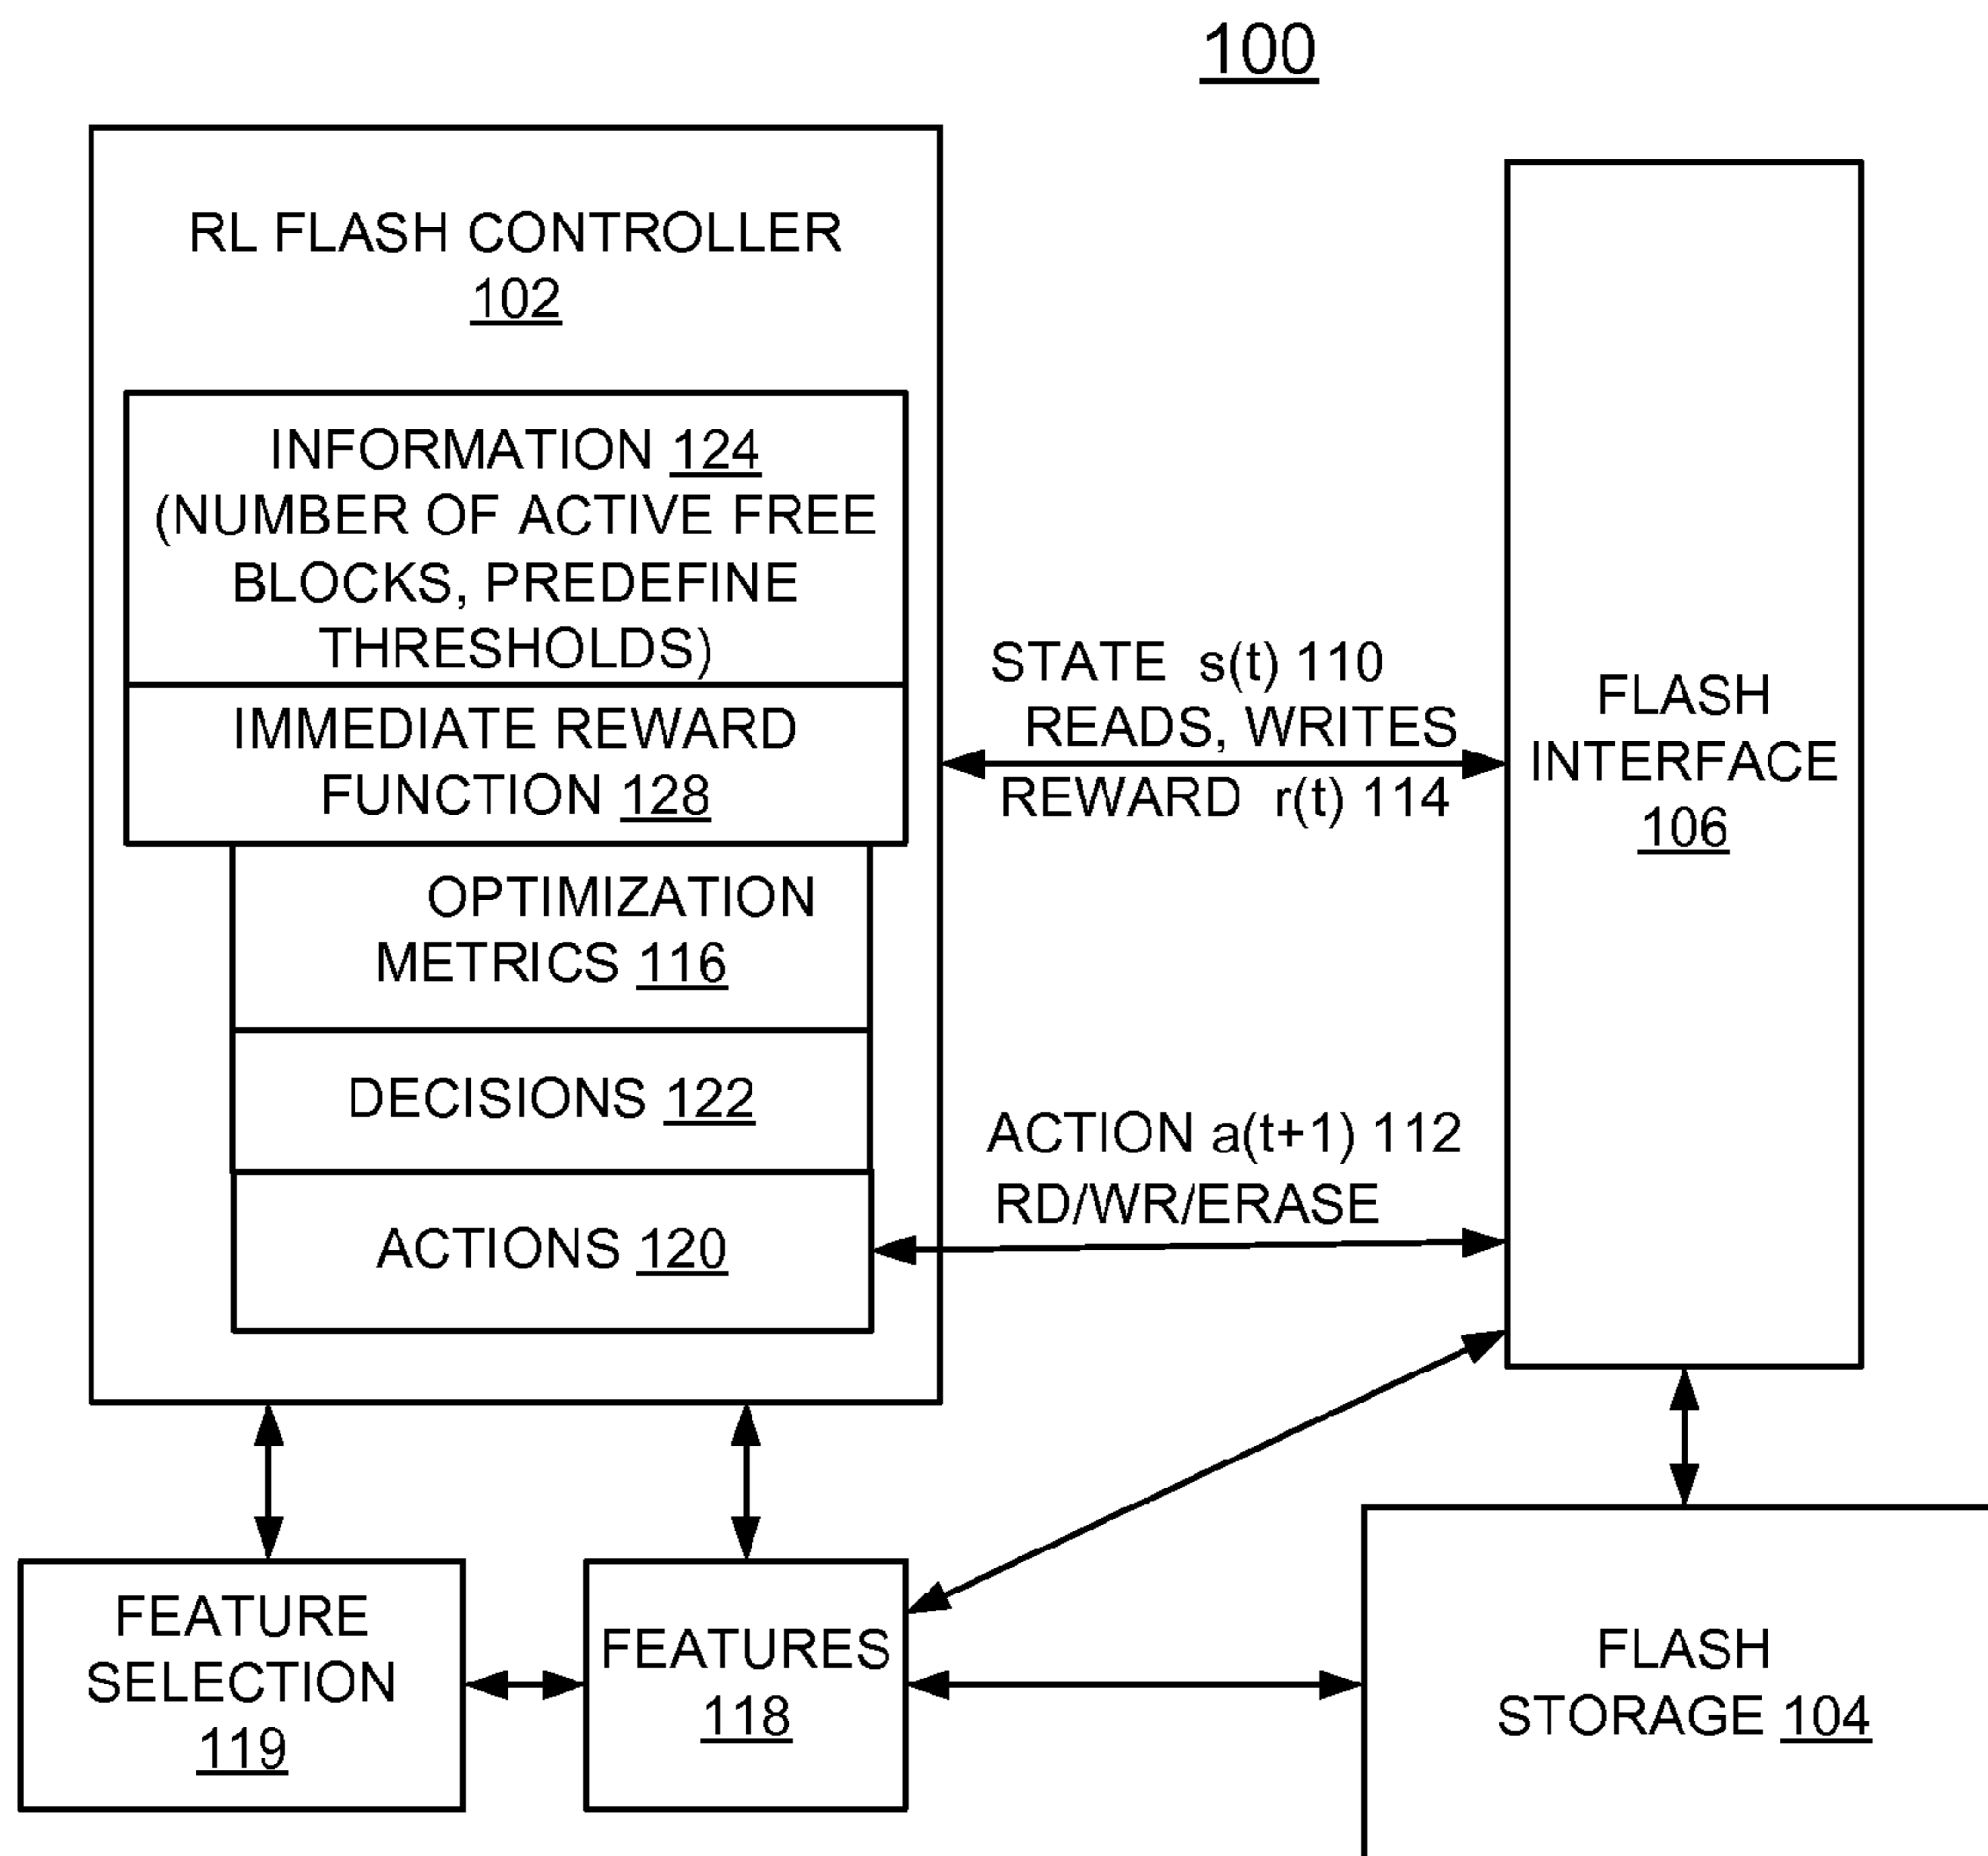 100
RL FLASH CONTROLLER
102
INFORMATION 124
(NUMBER OF ACTIVE FREE
BLOCKS, PREDEFINE
THRESHOLDS)
IMMEDIATE REWARD
FUNCTION 128
OPTIMIZATION
METRICS 116
DECISIONS 122
ACTIONS 120
STATE s(t) 110
READS, WRITES
REWARD r(t) 114
ACTION a(t+1) 112
RD/WR/ERASE
FLASH
INTERFACE
106
FEATURE
SELECTION
119
FEATURES
118
FLASH
STORAGE 104